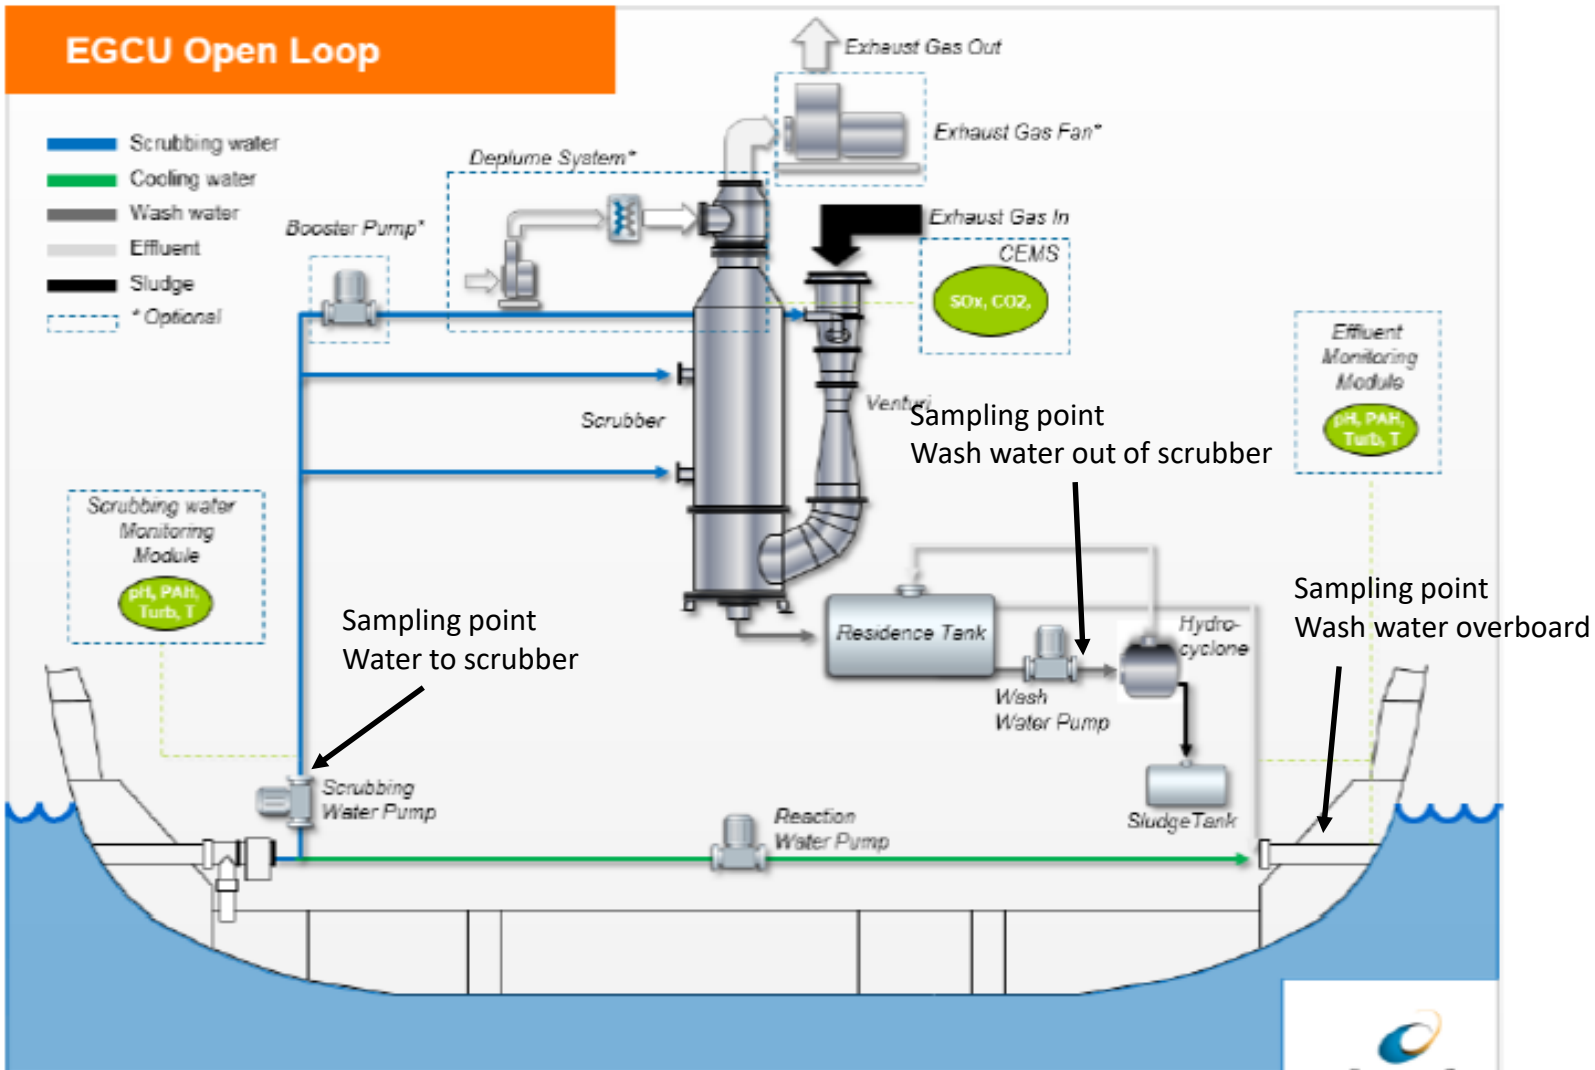 EGCU Open Loop
Exhaust Gas Out
Scrubbing water
Cooling water
Wash water
Effluent
Sludge
* Optional
Deplume System*
Exhaust Gas Fan*
Booster Pump*
Exhaust Gas In
CEMS
SOx, CO2,
Effluent
Monitoring
Module
pH, PAH,
Turb, T
Scrubber
Venturi
Sampling point
Wash water out of scrubber
Scrubbing water
Monitoring
Module
pH, PAH,
Turb, T
Sampling point
Water to scrubber
Residence Tank
Hydro-
cyclone
Sampling point
Wash water overboard
Wash
Water Pump
Scrubbing
Water Pump
Reaction
Water Pump
Sludge Tank